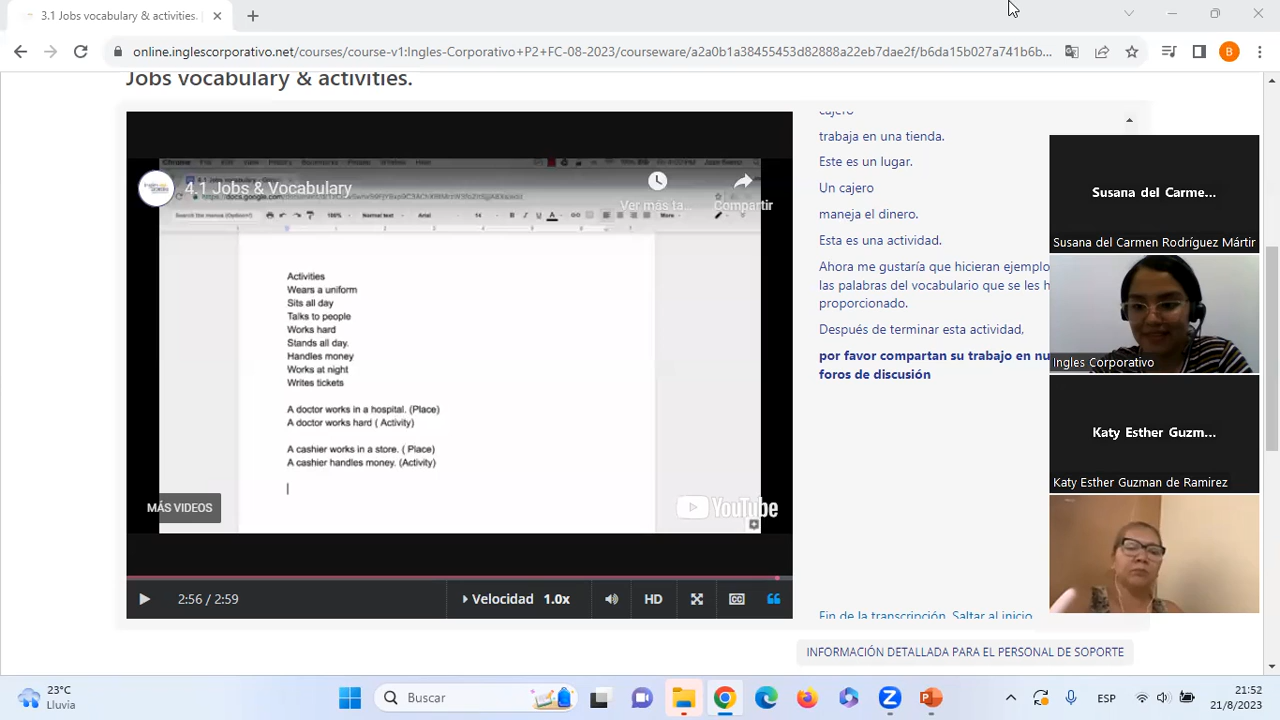 3.1 Jobs vocabulary & activities.
online.inglescorporativo.net/courses/course-v1:Ingles-Corporativo+P2+FC-08-2023/courseware/a2a0b1a38455453d82888a22eb7dae2f/b6da15b027a741b6b...
B
Jobs vocabulary & activities.
4.1 Jobs & Vocabulary
Ver más ta...
Compartir
Activities
Wears a uniform
Sits all day
Talks to people
Works hard
Stands all day.
Handles money
Works at night
Writes tickets
A doctor works in a hospital. (Place)
A doctor works hard ( Activity)
A cashier works in a store. ( Place)
A cashier handles money. (Activity)
MÁS VIDEOS
YouTube
2:56 / 2:59
Velocidad 1.0x
HD
cajero
trabaja en una tienda.
Este es un lugar.
Un cajero
maneja el dinero.
Esta es una actividad.
Ahora me gustaría que hicieran ejemplo
las palabras del vocabulario que se les h
proporcionado.
Después de terminar esta actividad,
por favor compartan su trabajo en nu
foros de discusión
Fin de la transcripción. Saltar al inicio.
INFORMACIÓN DETALLADA PARA EL PERSONAL DE SOPORTE
Susana del Carme...
Susana del Carmen Rodríguez Mártir
Ingles Corporativo
Katy Esther Guzm...
Katy Esther Guzman de Ramirez
23°C
Lluvia
Buscar
ESP
21:52
21/8/2023